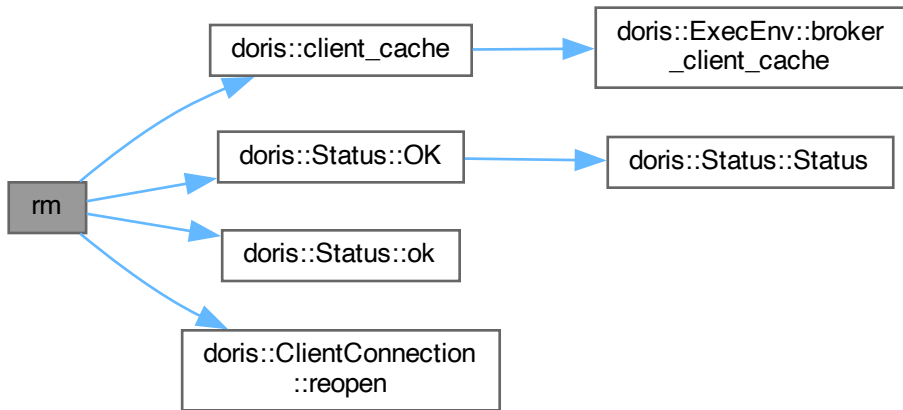 rm
doris::client_cache
doris::ExecEnv::broker
_client_cache
doris::Status::OK
doris::Status::Status
doris::Status::ok
doris::ClientConnection
::reopen